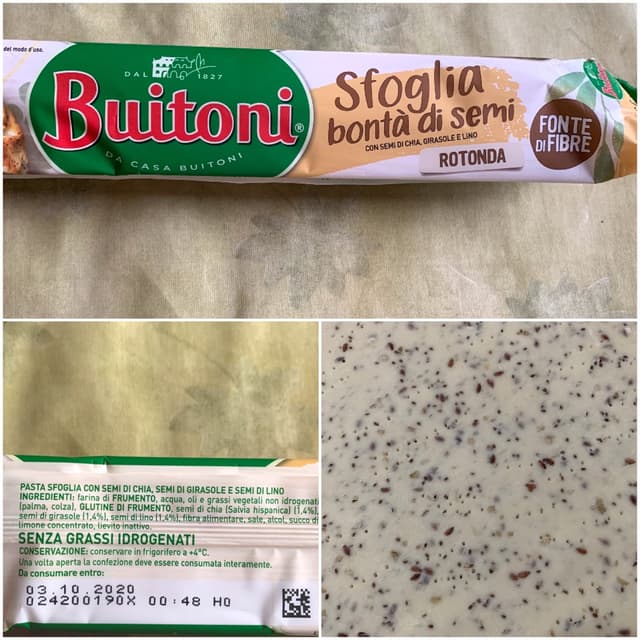 del modo d'uso.
DAL 1827
Buitoni®
DA CASA BUITONI
Sfoglia
bontà di semi
CON SEMI DI CHIA, GIRASOLE E LINO
ROTONDA
FONTE
DI FIBRE
Buitoni
PASTA SFOGLIA CON SEMI DI CHIA, SEMI DI GIRASOLE E SEMI DI LINO
INGREDIENTI: farina di FRUMENTO, acqua, oli e grassi vegetali non idrogenati
(palma, colza), GLUTINE DI FRUMENTO, semi di chia (Salvia hispanica) (1,4%),
semi di girasole (1,4%), semi di lino (1,4%), fibra alimentare, sale, alcol, succo di
limone concentrato, lievito inattivo.
SENZA GRASSI IDROGENATI
CONSERVAZIONE: conservare in frigorifero a +4°C.
Una volta aperta la confezione deve essere consumata interamente.
Da consumare entro:
03.10.2020
024200190X 00:48 H0